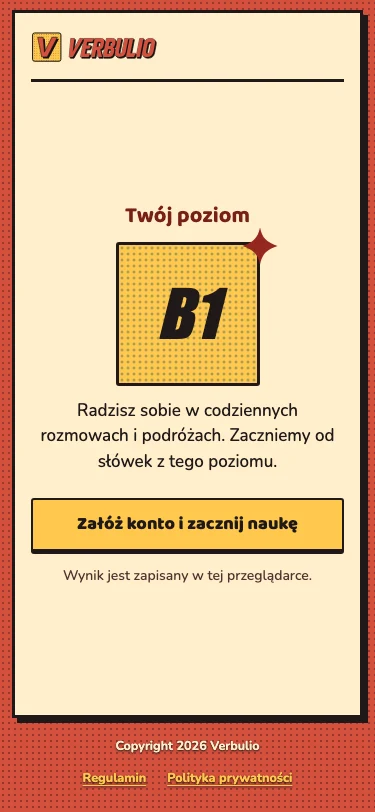 V VERBULIO
Twój poziom
B1
Radzisz sobie w codziennych
rozmowach i podróżach. Zaczniemy od
słówek z tego poziomu.
Załóż konto i zacznij naukę
Wynik jest zapisany w tej przeglądarce.
Copyright 2026 Verbulio
Regulamin Polityka prywatności